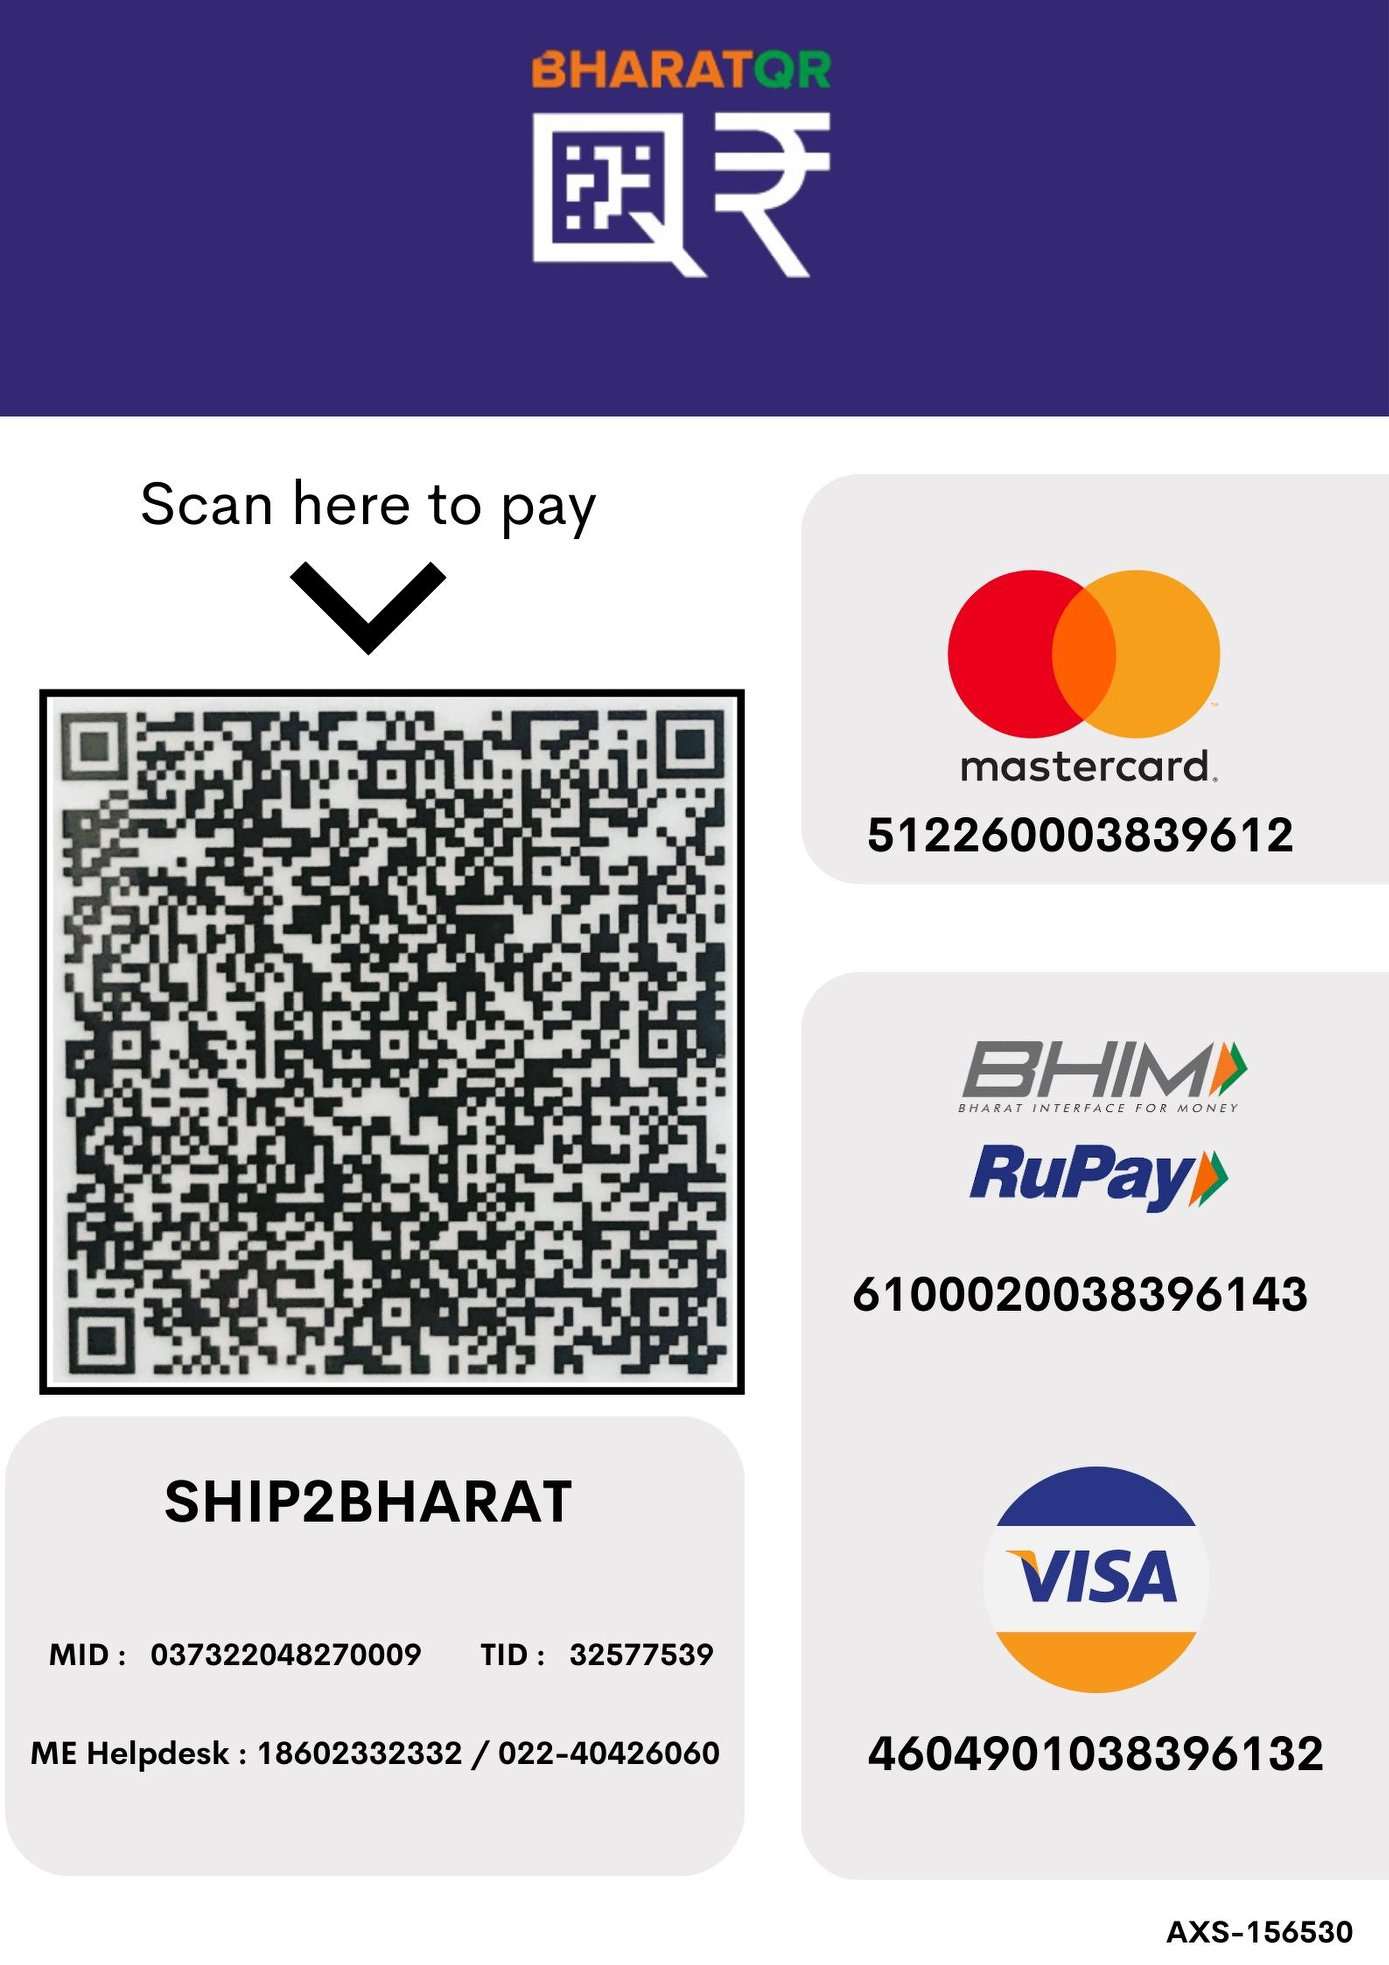 BHARATQR
Scan here to pay
mastercard.
512260003839612
BHIM
BHARAT INTERFACE FOR MONEY
RuPay
6100020038396143
SHIP2BHARAT
MID : 037322048270009 TID : 32577539
ME Helpdesk : 18602332332 / 022-40426060
VISA
4604901038396132
AXS-156530